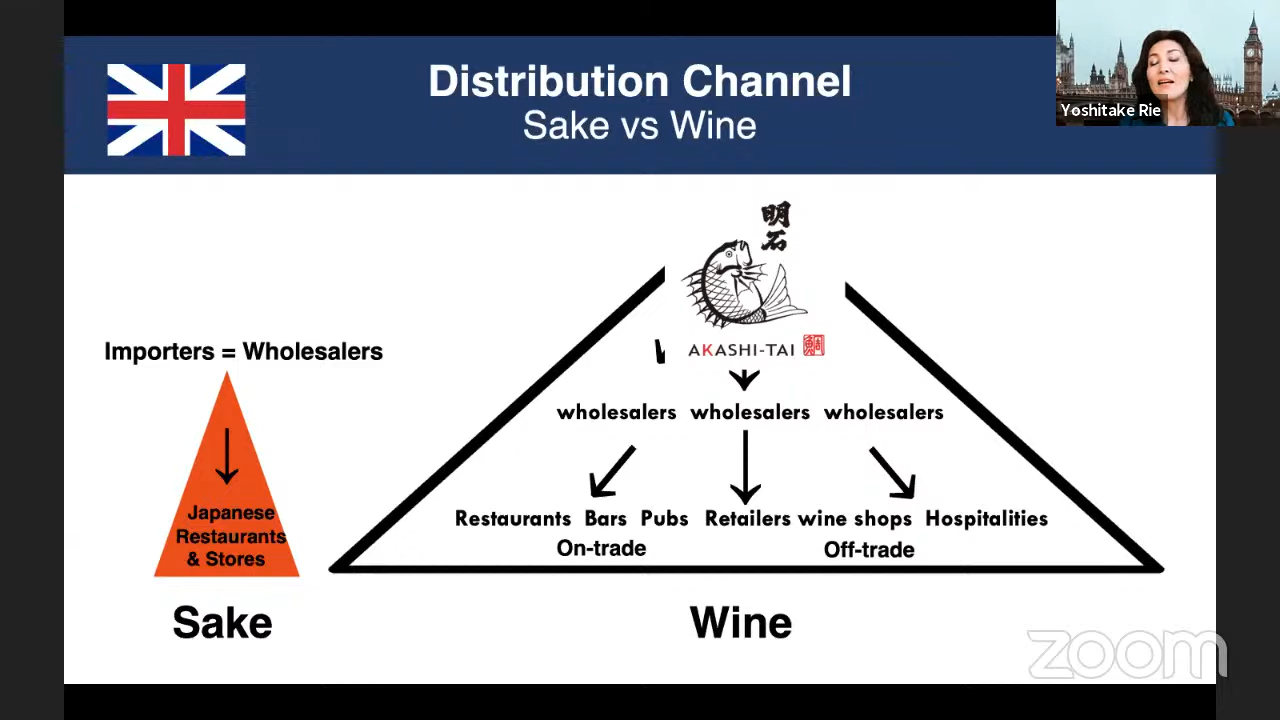 Distribution Channel
Sake vs Wine
Yoshitake Rie
明石
AKASHI-TAI 鯛
Importers = Wholesalers
wholesalers wholesalers wholesalers
Japanese
Restaurants
& Stores
Restaurants Bars Pubs Retailers wine shops Hospitalities
On-trade Off-trade
Sake Wine
zoom